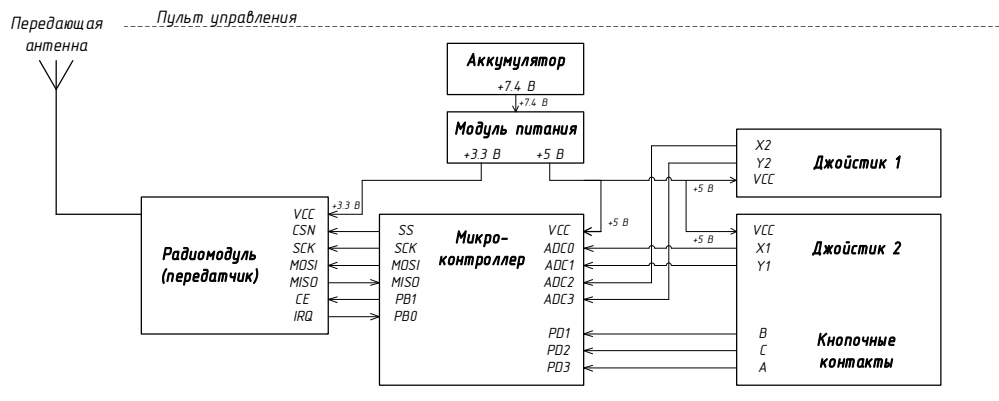 Передающая
антенна
Пульт управления
Аккумулятор
+7.4 В
+7.4 В
Модуль питания
+3.3 В
+5 В
Радиомодуль
(передатчик)
+3.3 В
VCC
CSN
SCK
MOSI
MISO
CE
IRQ
Микро-
контроллер
SS
SCK
MOSI
MISO
PB1
PB0
VCC
ADC0
ADC1
ADC2
ADC3
PD1
PD2
PD3
+5 В
+5 В
+5 В
X2
Y2
VCC
Джойстик 1
VCC
X1
Y1
Джойстик 2
B
C
A
Кнопочные
контакты